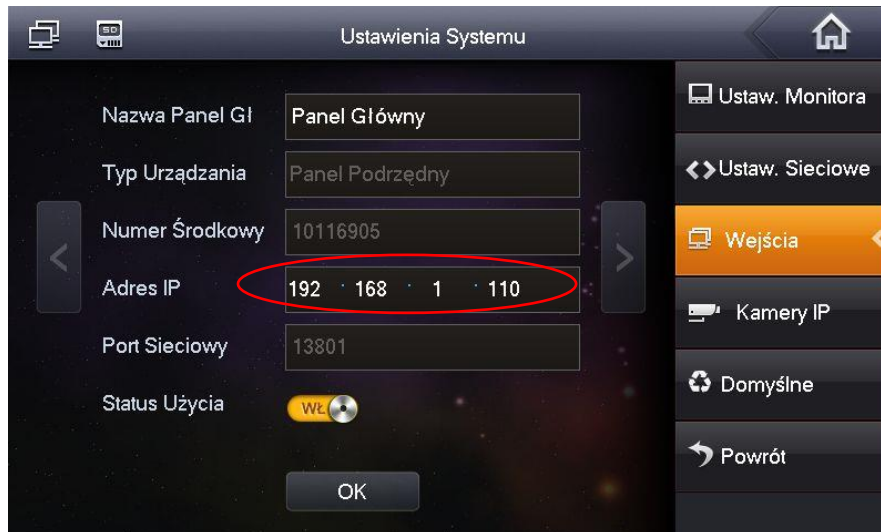 SD
Ustawienia Systemu
Nazwa Panel Gł
Panel Główny
Typ Urządzania
Panel Podrzędny
Numer Środkowy
10116905
Adres IP
192 . 168 . 1 . 110
Port Sieciowy
13801
Status Użycia
WŁ
OK
Ustaw. Monitora
Ustaw. Sieciowe
Wejścia
Kamery IP
Domyślne
Powrót